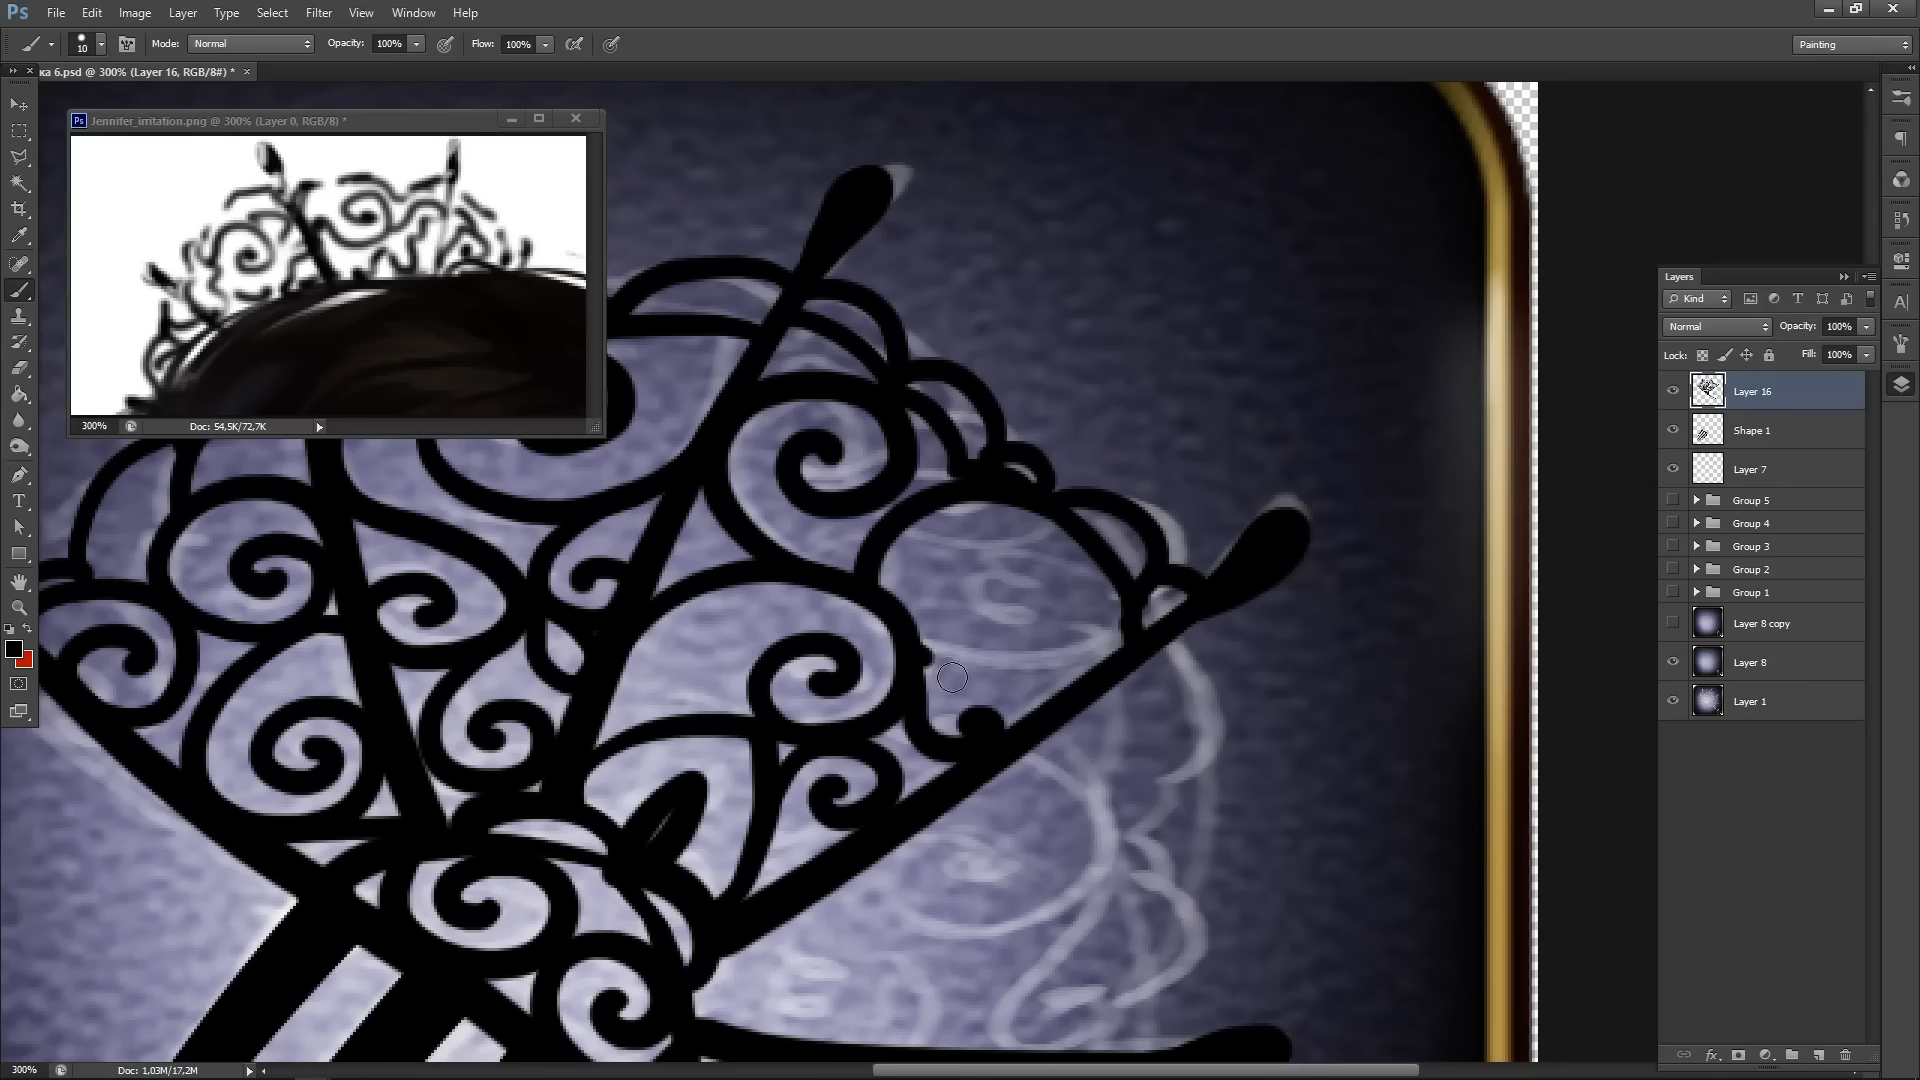 Ps File Edit Image Layer Type Select Filter View Window Help
10 Mode: Normal Opacity: 100% Flow: 100% Painting
ка 6.psd @ 300% (Layer 16, RGB/8#) * ×
Ps Jennifer_irritation.png @ 300% (Layer 0, RGB/8) *
300% Doc: 54,5K/72,7K
Layers
Kind
Normal Opacity: 100%
Lock: Fill: 100%
Layer 16
Shape 1
Layer 7
Group 5
Group 4
Group 3
Group 2
Group 1
Layer 8 copy
Layer 8
Layer 1
300% Doc: 1,03M/17,2M